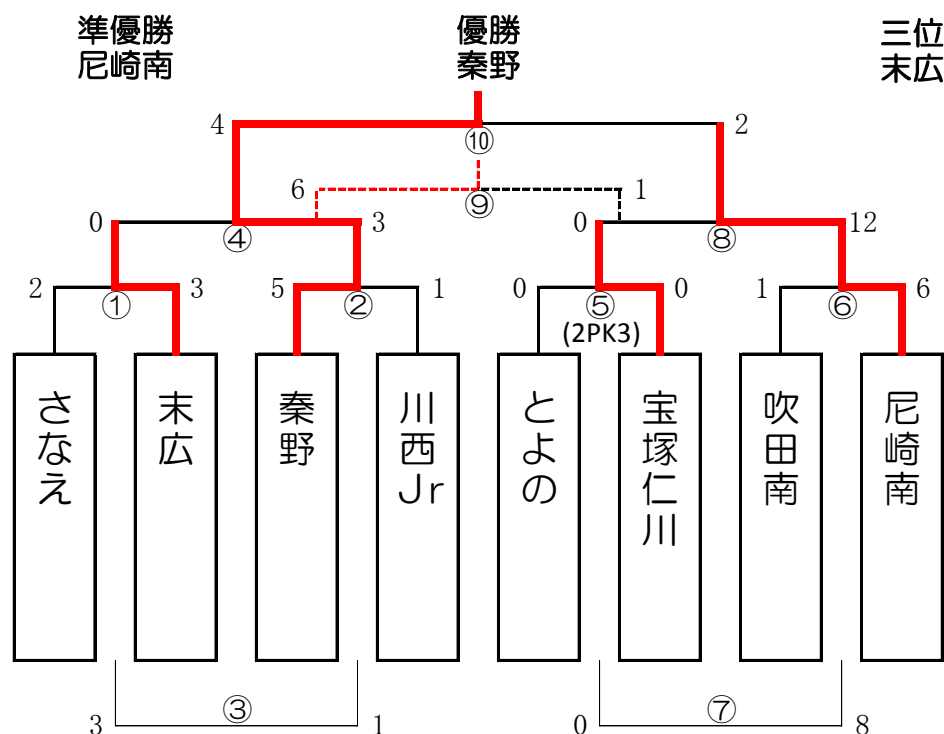 準優勝
尼崎南
優勝
秦野
三位
末広
4
⑩
2
6
⑨
1
0
④
3
0
⑧
12
2
①
3
5
②
1
0
⑤
0
1
⑥
6
(2PK3)
さなえ
末広
秦野
川西Jr
とよの
宝塚仁川
吹田南
尼崎南
3
③
1
0
⑦
8